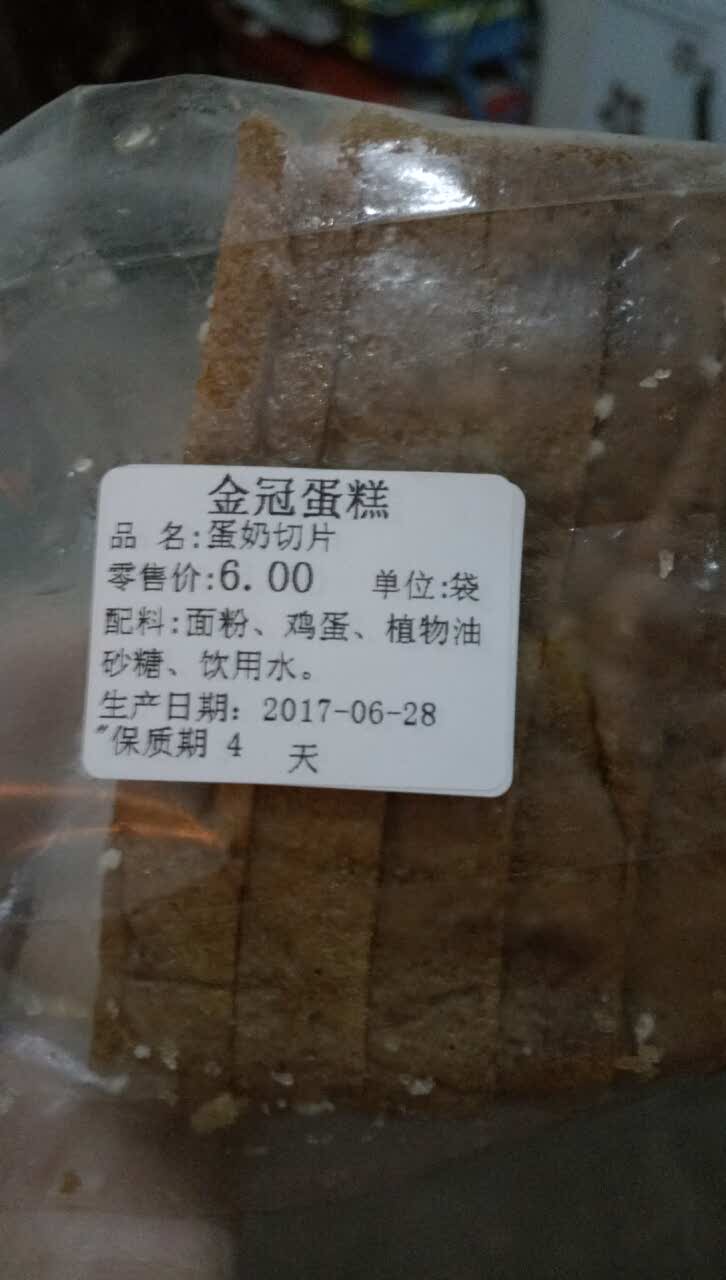 金冠蛋糕
品 名:蛋奶切片
零售价:6.00 单位:袋
配料:面粉、鸡蛋、植物油
砂糖、饮用水。
生产日期: 2017-06-28
"保质期 4 天